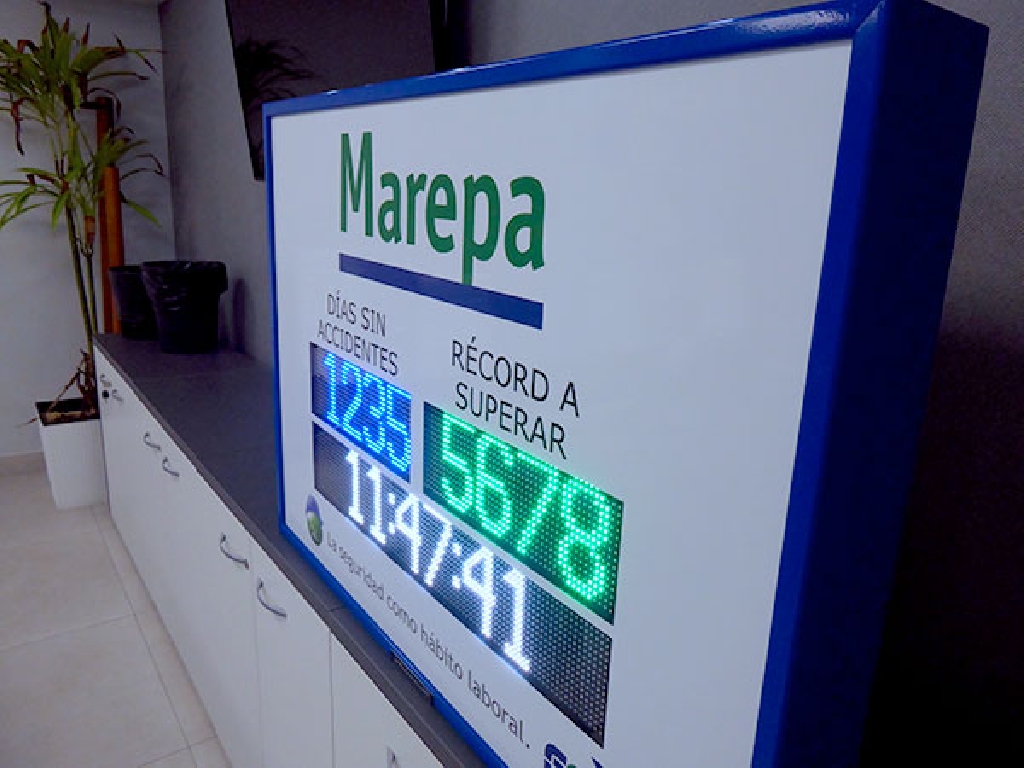 Marepa
DÍAS SIN
ACCIDENTES
1235
RÉCORD A
SUPERAR
5678
11:47:41
La seguridad como hábito laboral.